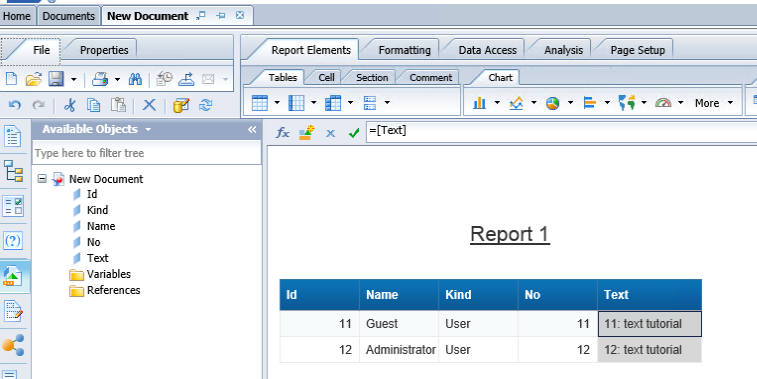 Home Documents New Document
File Properties Report Elements Formatting Data Access Analysis Page Setup
Tables Cell Section Comment Chart
More
Available Objects «
=[Text]
Type here to filter tree
New Document
Id
Kind
Name
No
Text
Variables
References
Report 1
Id Name Kind No Text
11 Guest User 11 11: text tutorial
12 Administrator User 12 12: text tutorial